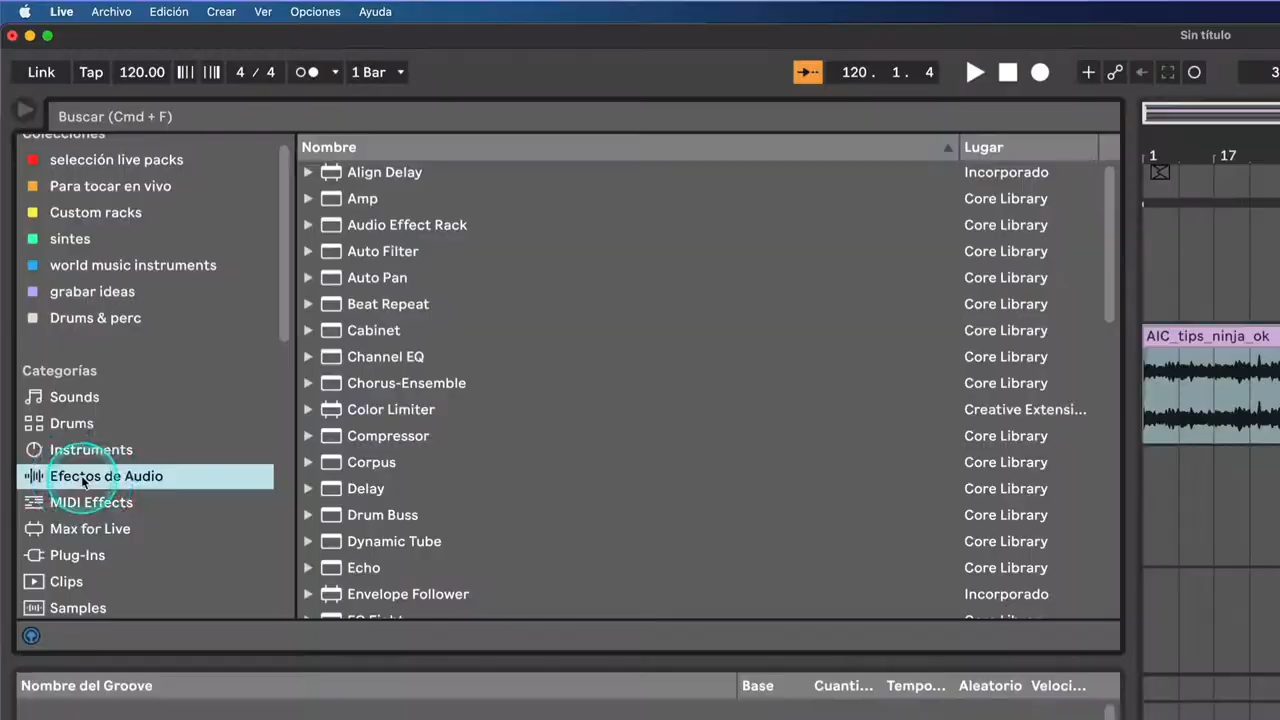 Live Archivo Edición Crear Ver Opciones Ayuda
Sin título
Link Tap 120.00 4 / 4 1 Bar 120. 1. 4 3
Buscar (Cmd + F)
Colecciones
selección live packs
Para tocar en vivo
Custom racks
sintes
world music instruments
grabar ideas
Drums & perc
Categorías
Sounds
Drums
Instruments
Efectos de Audio
MIDI Effects
Max for Live
Plug-Ins
Clips
Samples
Nombre Lugar
Align Delay Incorporado
Amp Core Library
Audio Effect Rack Core Library
Auto Filter Core Library
Auto Pan Core Library
Beat Repeat Core Library
Cabinet Core Library
Channel EQ Core Library
Chorus-Ensemble Core Library
Color Limiter Creative Extensi...
Compressor Core Library
Corpus Core Library
Delay Core Library
Drum Buss Core Library
Dynamic Tube Core Library
Echo Core Library
Envelope Follower Incorporado
EQ Eight Core Library
1 17
AIC_tips_ninja_ok
Nombre del Groove Base Cuanti... Tempo... Aleatorio Veloci...